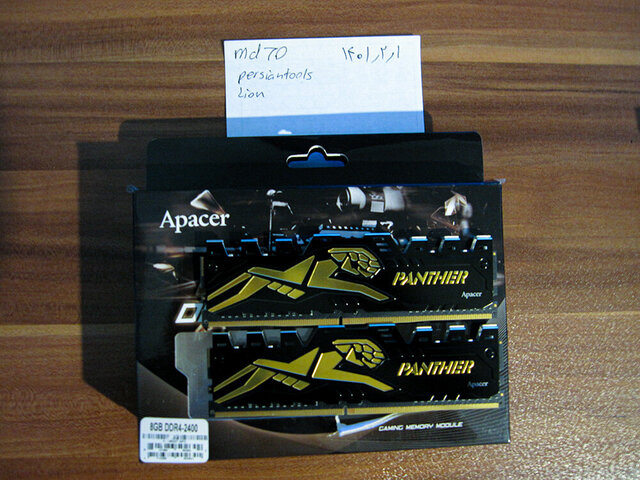 md70 ۱۴۰۱٫۲٫۱
persiantools
Lion
Apacer
PANTHER
Apacer
PANTHER
Apacer
8GB DDR4-2400
GAMING MEMORY MODULE